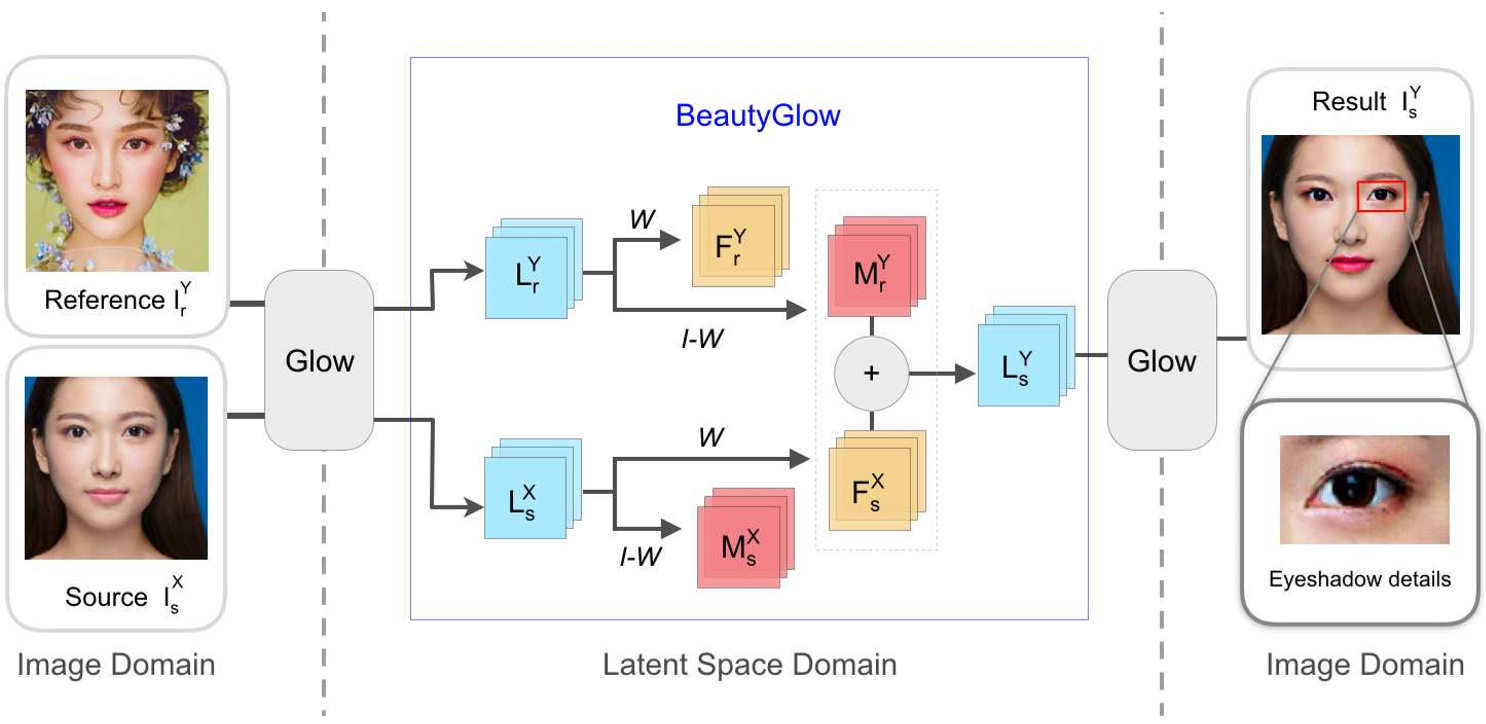 BeautyGlow
Reference I_r^Y
Source I_s^X
Glow
L_r^Y
W
F_r^Y
I-W
M_r^Y
+
L_s^X
W
F_s^X
I-W
M_s^X
L_s^Y
Glow
Result I_s^Y
Eyeshadow details
Image Domain
Latent Space Domain
Image Domain